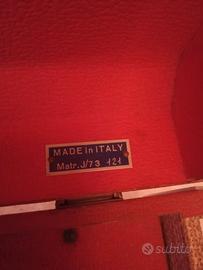 MADE in ITALY
Matr. J/73 121
subito